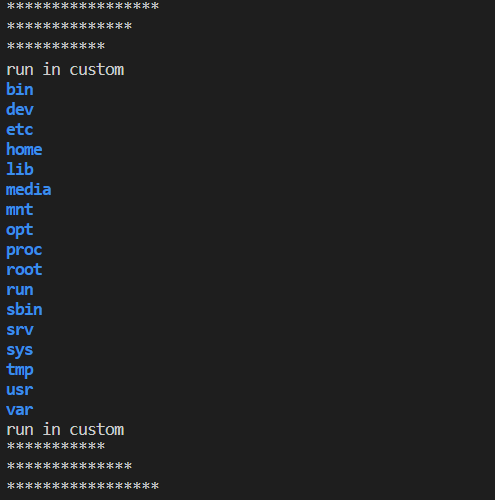 *****************
**************
***********
run in custom
bin
dev
etc
home
lib
media
mnt
opt
proc
root
run
sbin
srv
sys
tmp
usr
var
run in custom
***********
**************
*****************